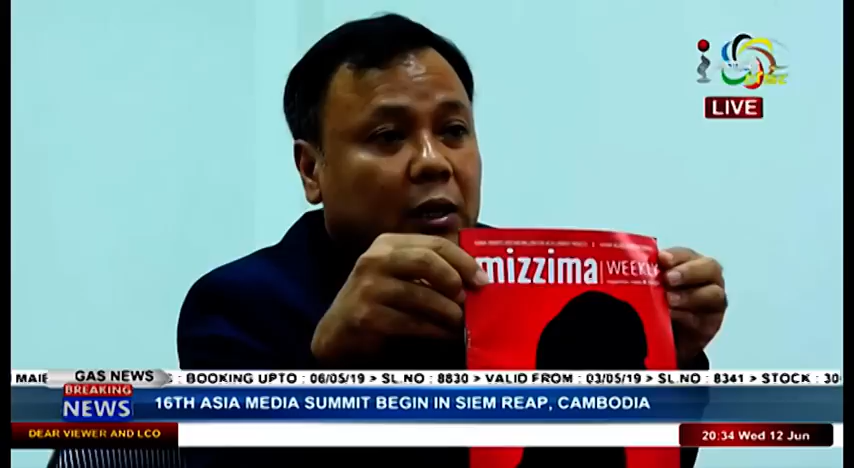 LIVE
mizzima WEEKLY
MAIE
GAS NEWS
: BOOKING UPTO : 06/05/19 > SL.NO : 8830 > VALID FROM : 03/05/19 > SL.NO : 8341 > STOCK : 30
BREAKING
NEWS
16TH ASIA MEDIA SUMMIT BEGIN IN SIEM REAP, CAMBODIA
DEAR VIEWER AND LCO
20:34 Wed 12 Jun